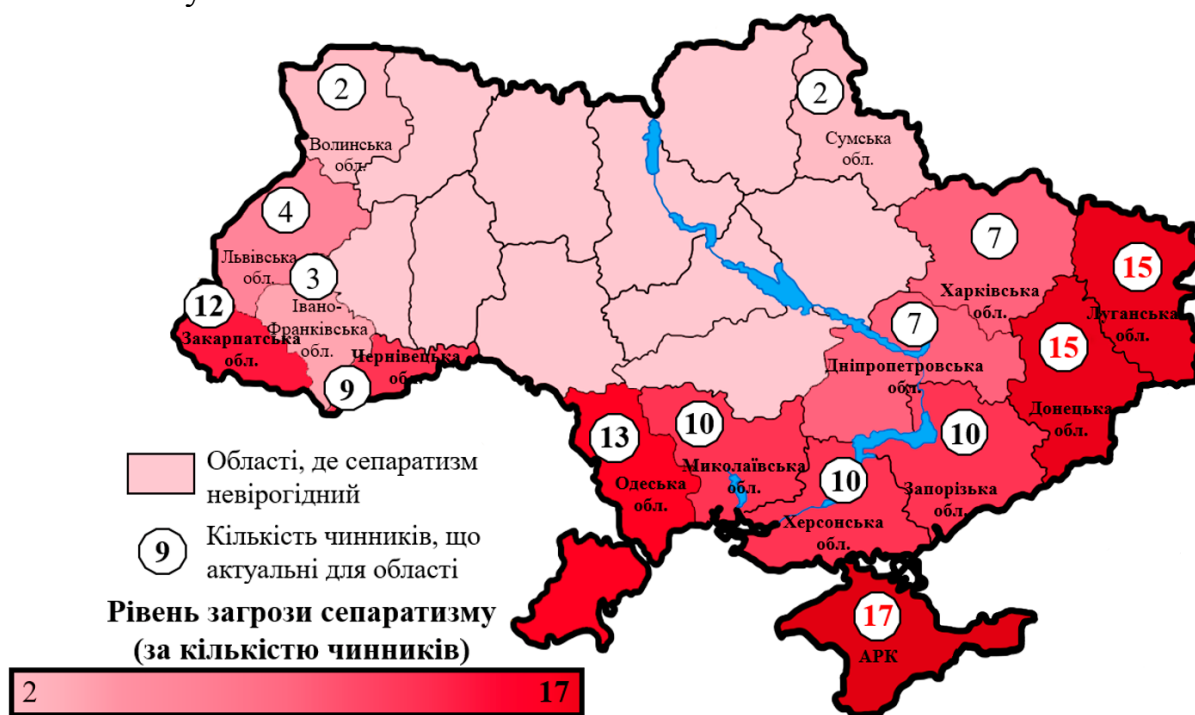 у
2
Волинська
обл.
2
Сумська
обл.
4
Львівська
обл.
3
Івано-
Франківська
обл.
12
Закарпатська
обл.
9
Чернівецька
обл.
7
Харківська
обл.
15
Луганська
обл.
7
Дніпропетровська
обл.
15
Донецька
обл.
13
Одеська
обл.
10
Миколаївська
обл.
10
Херсонська
обл.
10
Запорізька
обл.
17
АРК
Області, де сепаратизм
невірогідний
9
Кількість чинників, що
актуальні для області
Рівень загрози сепаратизму
(за кількістю чинників)
2
17